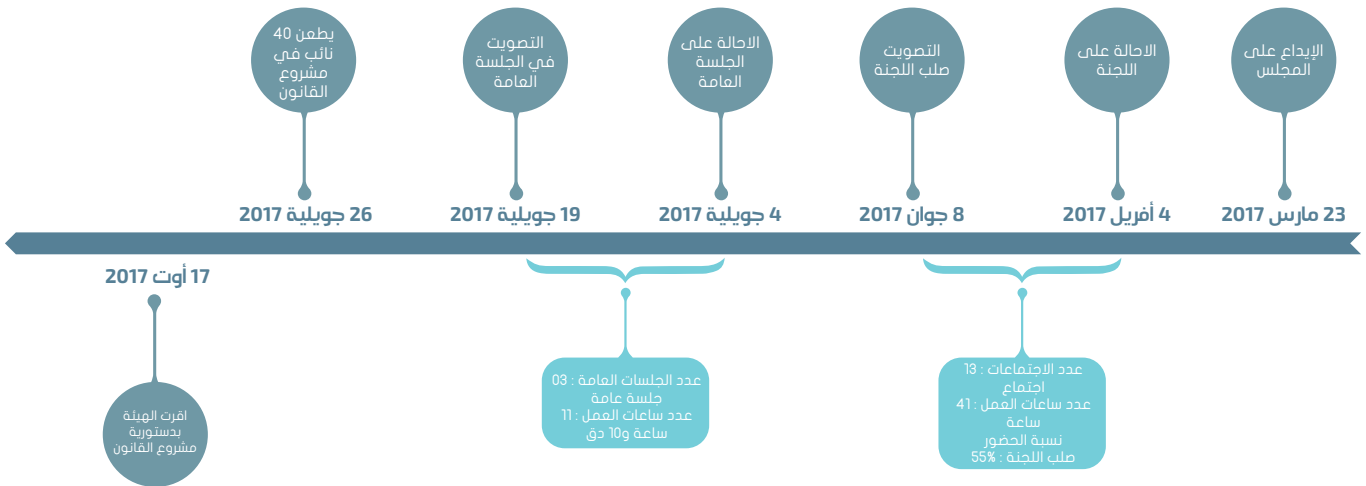 الإيداع على
المجلس
الاحالة على
اللجنة
التصويت
صلب اللجنة
الاحالة على
الجلسة
العامة
التصويت
في الجلسة
العامة
يطعن 40
نائب في
مشروع
القانون
23 مارس 2017
4 أفريل 2017
8 جوان 2017
4 جويلية 2017
19 جويلية 2017
26 جويلية 2017
17 أوت 2017
عدد الاجتماعات : 13
اجتماع
عدد ساعات العمل : 41
ساعة
نسبة الحضور
صلب اللجنة : 55%
عدد الجلسات العامة : 03
جلسة عامة
عدد ساعات العمل : 11
ساعة و10 دق
اقرت الهيئة
بدستورية
مشروع القانون